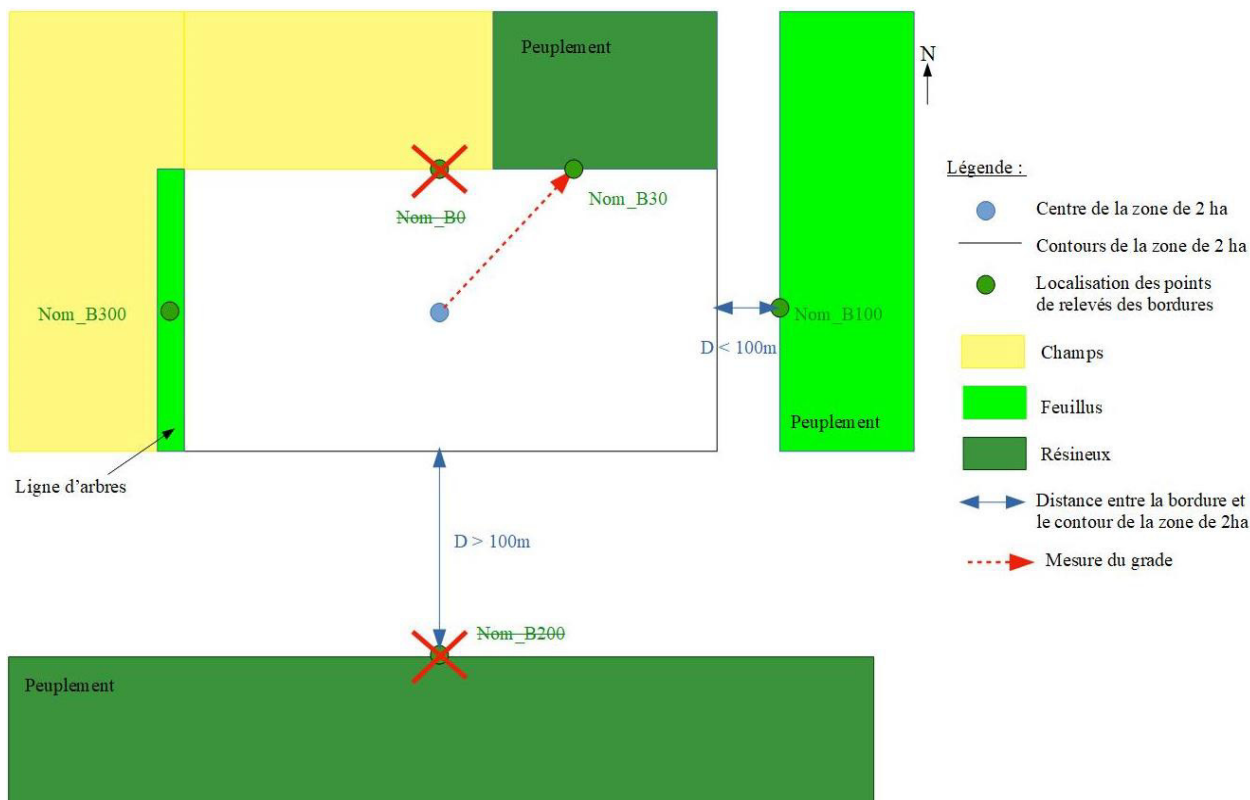 Peuplement
N
Nom_B0
Nom_B30
Nom_B300
Nom_B100
D < 100m
Peuplement
Ligne d'arbres
D > 100m
Nom_B200
Peuplement
Légende :
Centre de la zone de 2 ha
Contours de la zone de 2 ha
Localisation des points
de relevés des bordures
Champs
Feuillus
Résineux
Distance entre la bordure et
le contour de la zone de 2ha
Mesure du grade